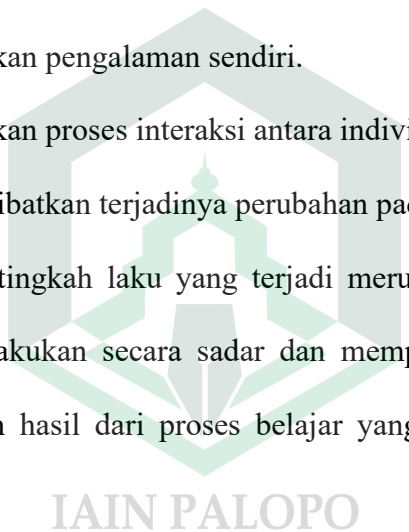 kan pengalaman sendiri.
kan proses interaksi antara indivi
ibatkan terjadinya perubahan pad
tingkah laku yang terjadi meru
akukan secara sadar dan memp
hasil dari proses belajar yang
IAIN PALOPO